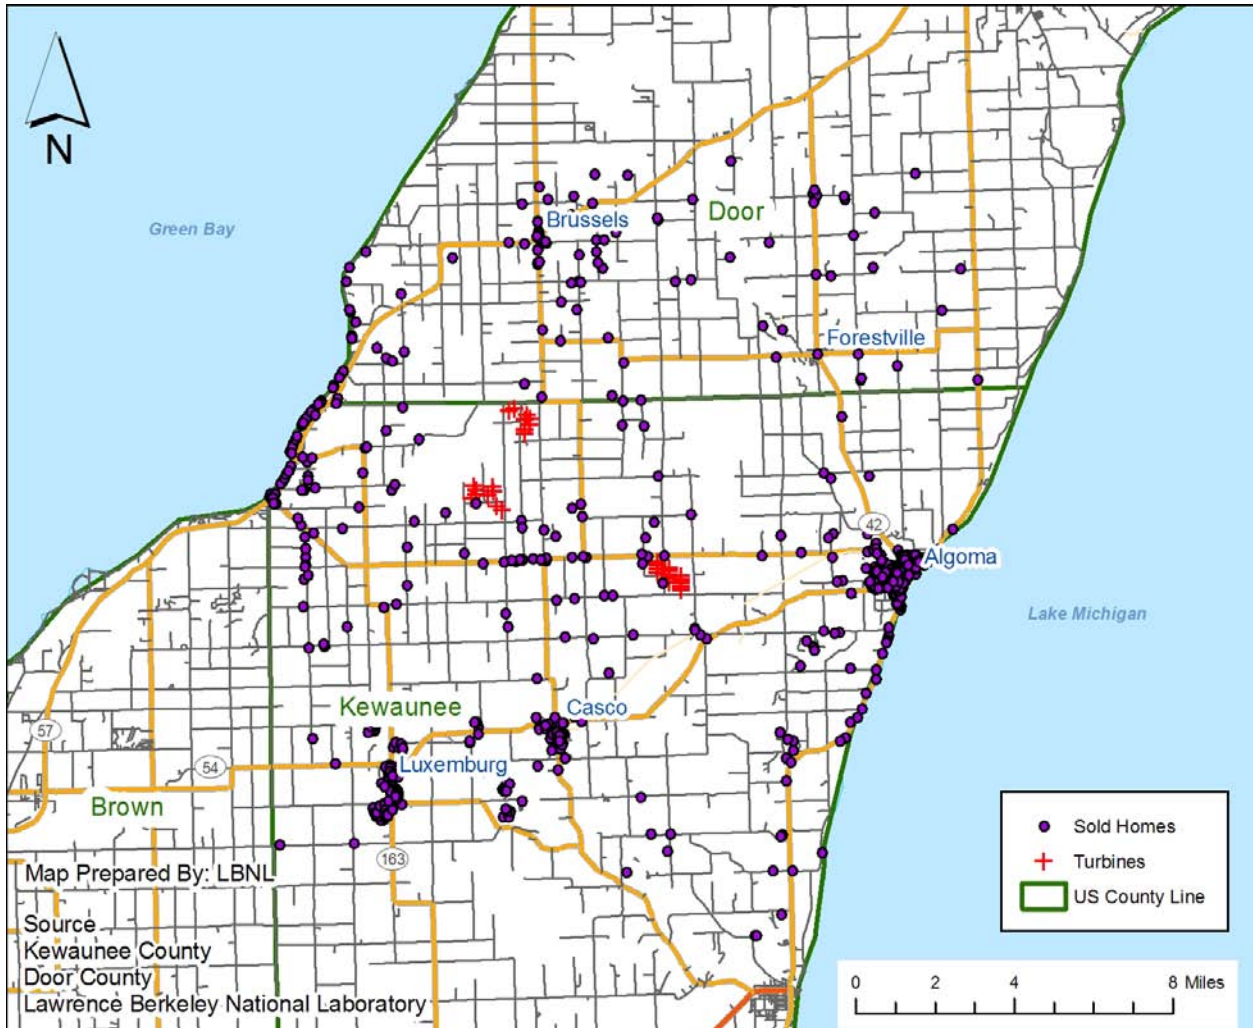 N
Green Bay
Brussels
Door
Forestville
42
Algoma
Lake Michigan
Kewaunee
Casco
57
54
Luxemburg
Brown
163
Sold Homes
Turbines
US County Line
Map Prepared By: LBNL
Source
Kewaunee County
Door County
Lawrence Berkeley National Laboratory
0 2 4 8 Miles